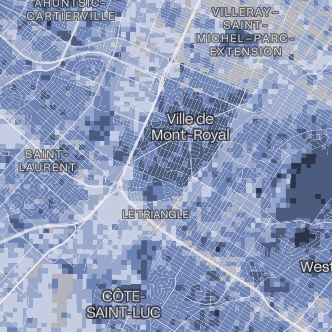 AHUNTSIC-
CARTIERVILLE
VILLERAY–
SAINT-
MICHEL–PARC-
EXTENSION
Ville de
Mont-Royal
SAINT-
LAURENT
LE TRIANGLE
West
CÔTE-
SAINT-LUC